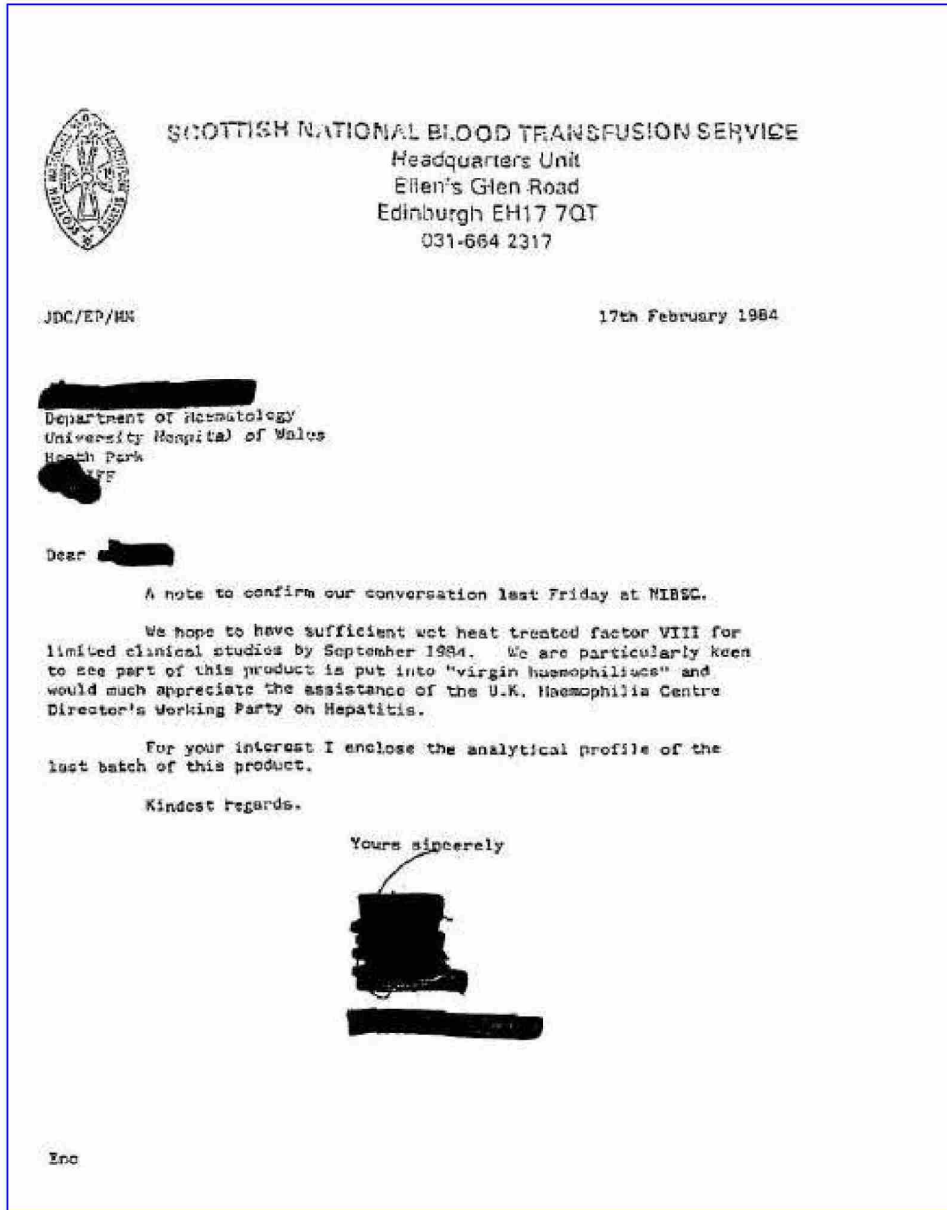 SCOTTISH NATIONAL BLOOD TRANSFUSION SERVICE
Headquarters Unit
Ellen's Glen Road
Edinburgh EH17 7QT
031-664 2317
JDC/EP/HN
17th February 1984
Department of Haematology
University Hospital of Wales
Heath Park
Dear
A note to confirm our conversation last Friday at NIBSC.
We hope to have sufficient wet heat treated factor VIII for
limited clinical studies by September 1984. We are particularly keen
to see part of this product is put into "virgin haemophiliacs" and
would much appreciate the assistance of the U.K. Haemophilia Centre
Director's Working Party on Hepatitis.
For your interest I enclose the analytical profile of the
last batch of this product.
Kindest regards.
Yours sincerely
Enc